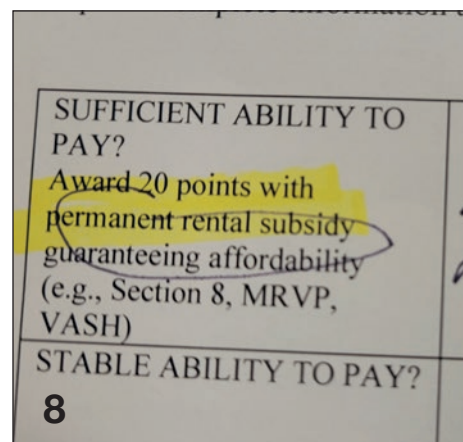 SUFFICIENT ABILITY TO
PAY?
Award 20 points with
permanent rental subsidy
guaranteeing affordability
(e.g., Section 8, MRVP,
VASH)
STABLE ABILITY TO PAY?
8